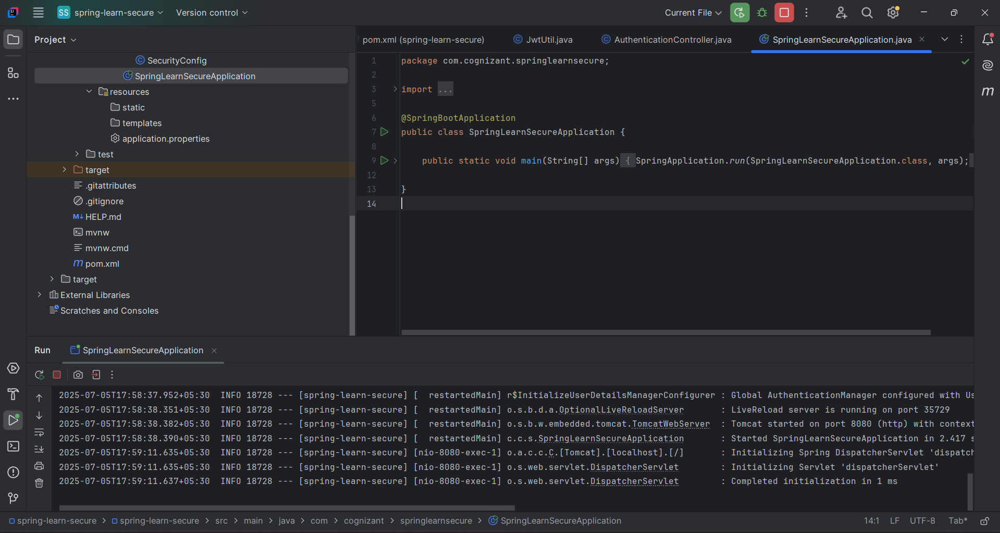 SS spring-learn-secure Version control Current File
Project
pom.xml (spring-learn-secure) JwtUtil.java AuthenticationController.java SpringLearnSecureApplication.java
SecurityConfig
SpringLearnSecureApplication
resources
static
templates
application.properties
test
target
.gitattributes
.gitignore
M↓ HELP.md
mvnw
mvnw.cmd
m pom.xml
target
External Libraries
Scratches and Consoles
1 package com.cognizant.springlearnsecure;
2
3 import ...
5
6 @SpringBootApplication
7 public class SpringLearnSecureApplication {
8
9 public static void main(String[] args) { SpringApplication.run(SpringLearnSecureApplication.class, args);
12
13 }
14
m
Run SpringLearnSecureApplication
2025-07-05T17:58:37.952+05:30 INFO 18728 --- [spring-learn-secure] [ restartedMain] r$InitializeUserDetailsManagerConfigurer : Global AuthenticationManager configured with Us
2025-07-05T17:58:38.351+05:30 INFO 18728 --- [spring-learn-secure] [ restartedMain] o.s.b.d.a.OptionalLiveReloadServer : LiveReload server is running on port 35729
2025-07-05T17:58:38.382+05:30 INFO 18728 --- [spring-learn-secure] [ restartedMain] o.s.b.w.embedded.tomcat.TomcatWebServer : Tomcat started on port 8080 (http) with context
2025-07-05T17:58:38.390+05:30 INFO 18728 --- [spring-learn-secure] [ restartedMain] c.c.s.SpringLearnSecureApplication : Started SpringLearnSecureApplication in 2.417 s
2025-07-05T17:59:11.635+05:30 INFO 18728 --- [spring-learn-secure] [nio-8080-exec-1] o.a.c.c.C.[Tomcat].[localhost].[/] : Initializing Spring DispatcherServlet 'dispatch
2025-07-05T17:59:11.635+05:30 INFO 18728 --- [spring-learn-secure] [nio-8080-exec-1] o.s.web.servlet.DispatcherServlet : Initializing Servlet 'dispatcherServlet'
2025-07-05T17:59:11.637+05:30 INFO 18728 --- [spring-learn-secure] [nio-8080-exec-1] o.s.web.servlet.DispatcherServlet : Completed initialization in 1 ms
spring-learn-secure > spring-learn-secure > src > main > java > com > cognizant > springlearnsecure > SpringLearnSecureApplication 14:1 LF UTF-8 Tab*